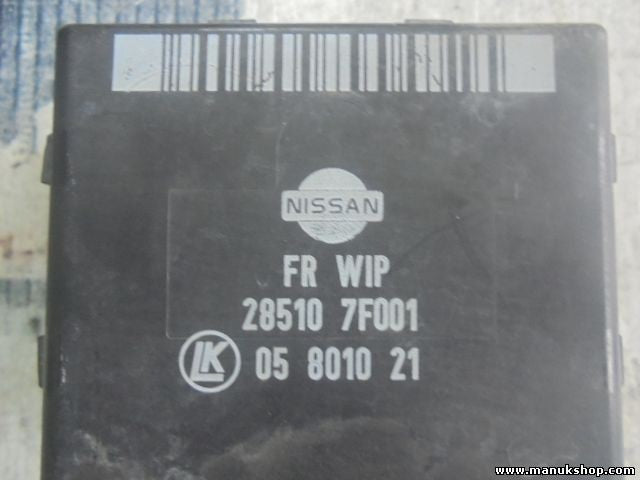 NISSAN
FR WIP
28510 7F001
LK 05 8010 21
www.manukshop.com